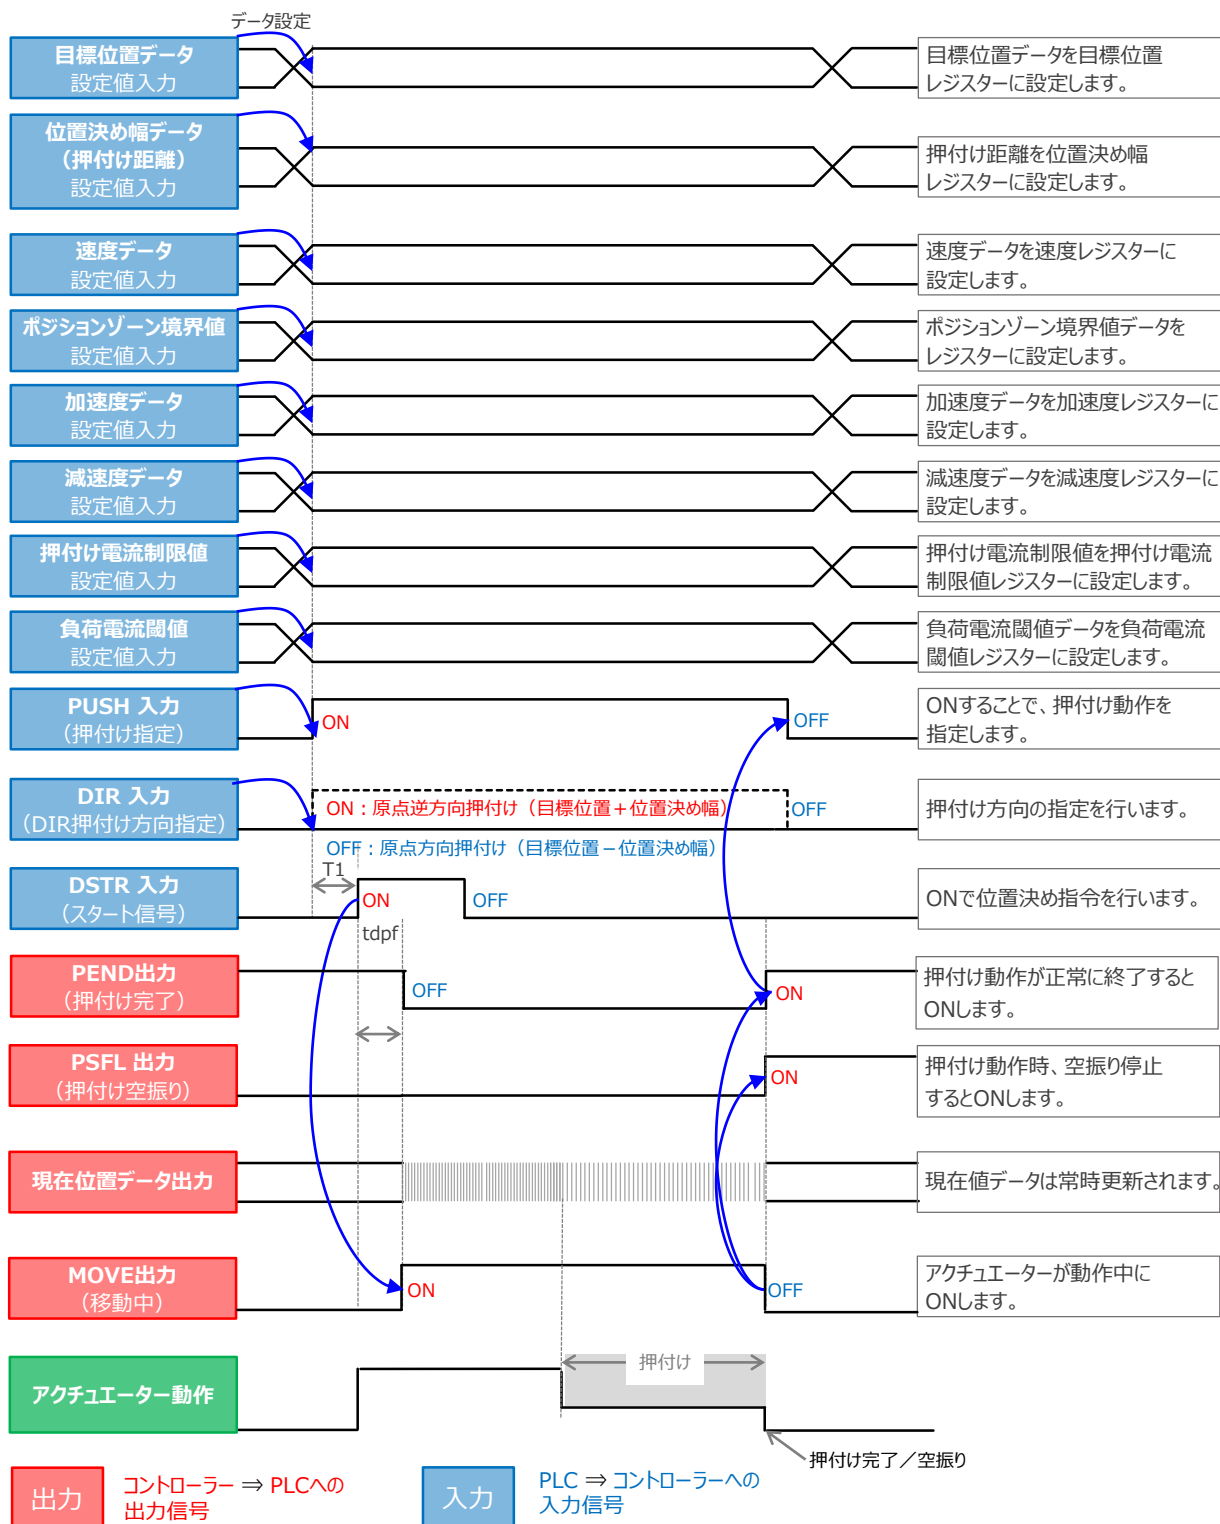 データ設定
目標位置データ
設定値入力
目標位置データを目標位置
レジスターに設定します。
位置決め幅データ
（押付け距離）
設定値入力
押付け距離を位置決め幅
レジスターに設定します。
速度データ
設定値入力
速度データを速度レジスターに
設定します。
ポジションゾーン境界値
設定値入力
ポジションゾーン境界値データを
レジスターに設定します。
加速度データ
設定値入力
加速度データを加速度レジスターに
設定します。
減速度データ
設定値入力
減速度データを減速度レジスターに
設定します。
押付け電流制限値
設定値入力
押付け電流制限値を押付け電流
制限値レジスターに設定します。
負荷電流閾値
設定値入力
負荷電流閾値データを負荷電流
閾値レジスターに設定します。
PUSH 入力
（押付け指定）
ON
OFF
ONすることで、押付け動作を
指定します。
DIR 入力
（DIR押付け方向指定）
ON：原点逆方向押付け（目標位置＋位置決め幅）
OFF
OFF：原点方向押付け（目標位置－位置決め幅）
押付け方向の指定を行います。
T1
DSTR 入力
（スタート信号）
ON
OFF
ONで位置決め指令を行います。
tdpf
PEND出力
（押付け完了）
OFF
ON
押付け動作が正常に終了すると
ONします。
PSFL 出力
（押付け空振り）
ON
押付け動作時、空振り停止
するとONします。
現在位置データ出力
現在値データは常時更新されます。
MOVE出力
（移動中）
ON
OFF
アクチュエーターが動作中に
ONします。
アクチュエーター動作
押付け
押付け完了／空振り
出力
コントローラー ⇒ PLCへの
出力信号
入力
PLC ⇒ コントローラーへの
入力信号